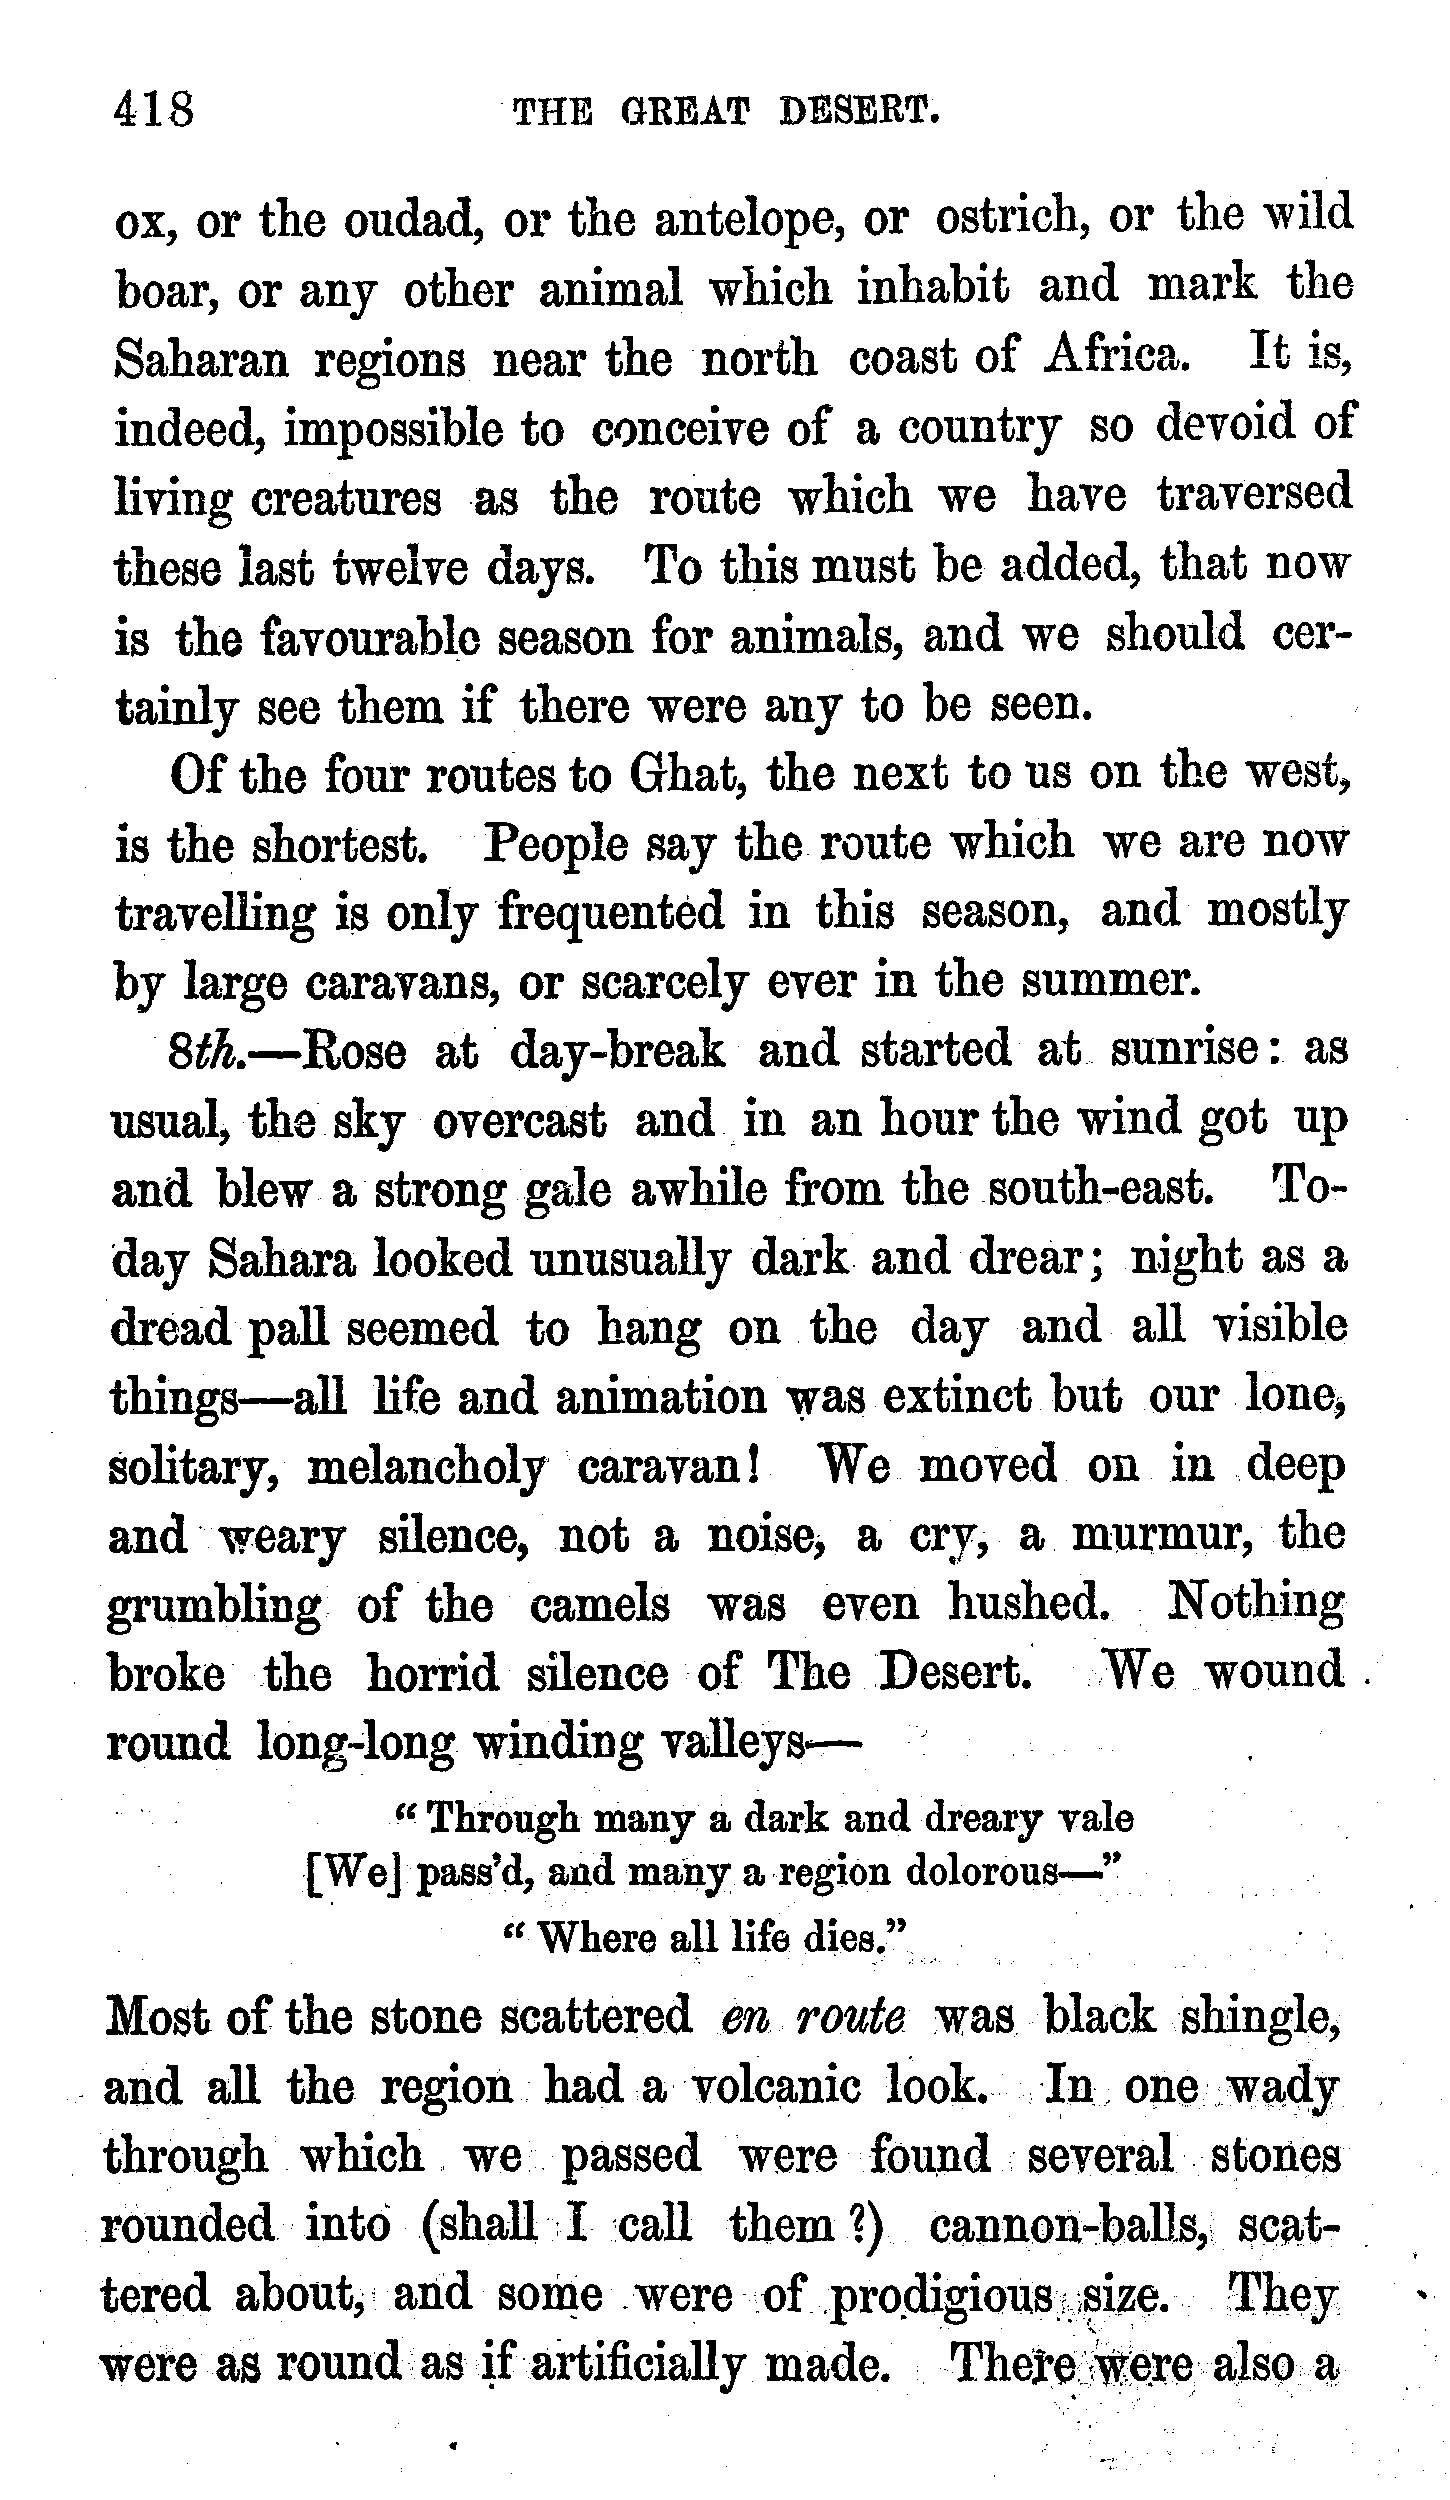 418 THE GREAT DESERT.
ox, or the oudad, or the antelope, or ostrich, or the wild
boar, or any other animal which inhabit and mark the
Saharan regions near the north coast of Africa. It is,
indeed, impossible to conceive of a country so devoid of
living creatures as the route which we have traversed
these last twelve days. To this must be added, that now
is the favourable season for animals, and we should cer-
tainly see them if there were any to be seen.
Of the four routes to Ghat, the next to us on the west,
is the shortest. People say the route which we are now
travelling is only frequented in this season, and mostly
by large caravans, or scarcely ever in the summer.
8th.—Rose at day-break and started at sunrise: as
usual, the sky overcast and in an hour the wind got up
and blew a strong gale awhile from the south-east. To-
day Sahara looked unusually dark and drear; night as a
dread pall seemed to hang on the day and all visible
things—all life and animation was extinct but our lone,
solitary, melancholy caravan! We moved on in deep
and weary silence, not a noise, a cry, a murmur, the
grumbling of the camels was even hushed. Nothing
broke the horrid silence of The Desert. We wound
round long-long winding valleys—
"Through many a dark and dreary vale
[We] pass'd, and many a region dolorous—"
"Where all life dies."
Most of the stone scattered en route was black shingle,
and all the region had a volcanic look. In one wady
through which we passed were found several stones
rounded into (shall I call them?) cannon-balls, scat-
tered about, and some were of prodigious size. They
were as round as if artificially made. There were also a